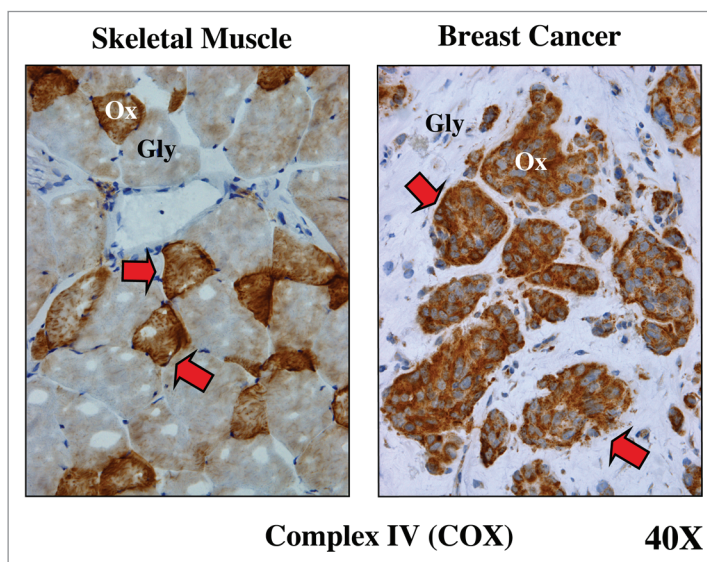 Skeletal Muscle
Breast Cancer
Ox
Gly
Gly
Ox
Complex IV (COX)
40X